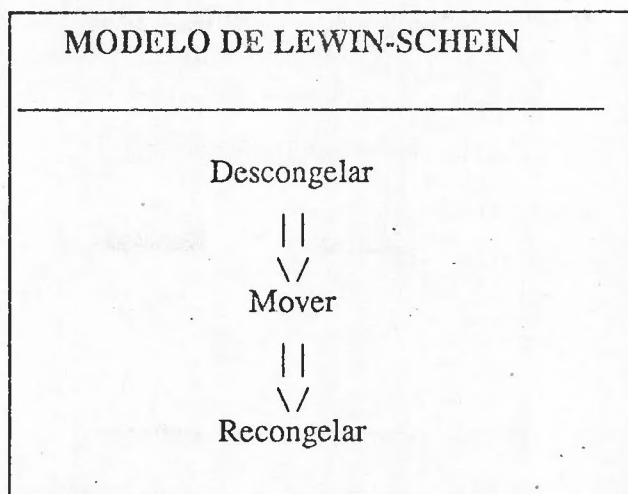 MODELO DE LEWIN-SCHEIN
Descongelar
||
\/
Mover
||
\/
Recongelar